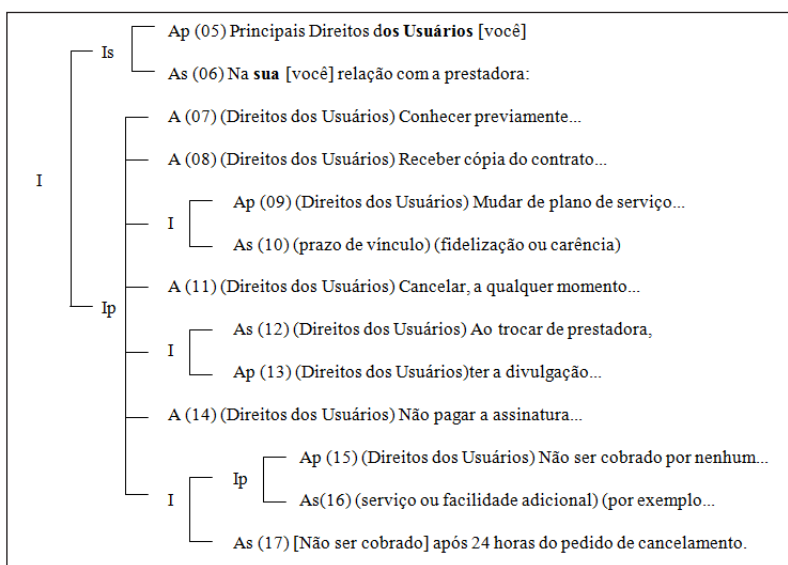 Ap (05) Principais Direitos dos Usuários [você]
Is
As (06) Na sua [você] relação com a prestadora:
A (07) (Direitos dos Usuários) Conhecer previamente...
A (08) (Direitos dos Usuários) Receber cópia do contrato...
I
Ap (09) (Direitos dos Usuários) Mudar de plano de serviço...
I
As (10) (prazo de vínculo) (fidelização ou carência)
A (11) (Direitos dos Usuários) Cancelar, a qualquer momento...
Ip
As (12) (Direitos dos Usuários) Ao trocar de prestadora,
I
Ap (13) (Direitos dos Usuários)ter a divulgação...
A (14) (Direitos dos Usuários) Não pagar a assinatura...
Ap (15) (Direitos dos Usuários) Não ser cobrado por nenhum...
Ip
As(16) (serviço ou facilidade adicional) (por exemplo...
I
As (17) [Não ser cobrado] após 24 horas do pedido de cancelamento.